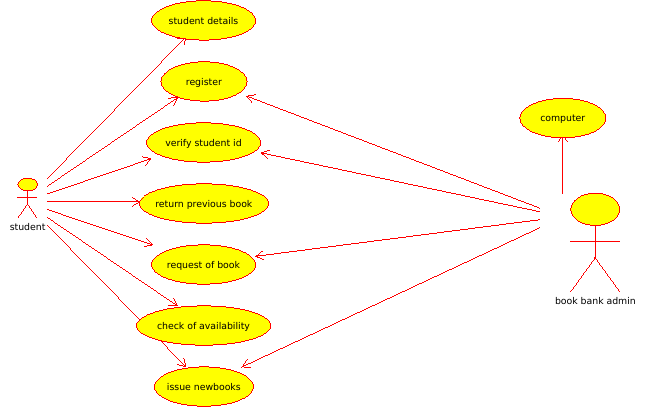 student details
register
computer
verify student id
return previous book
student
request of book
book bank admin
check of availability
issue newbooks